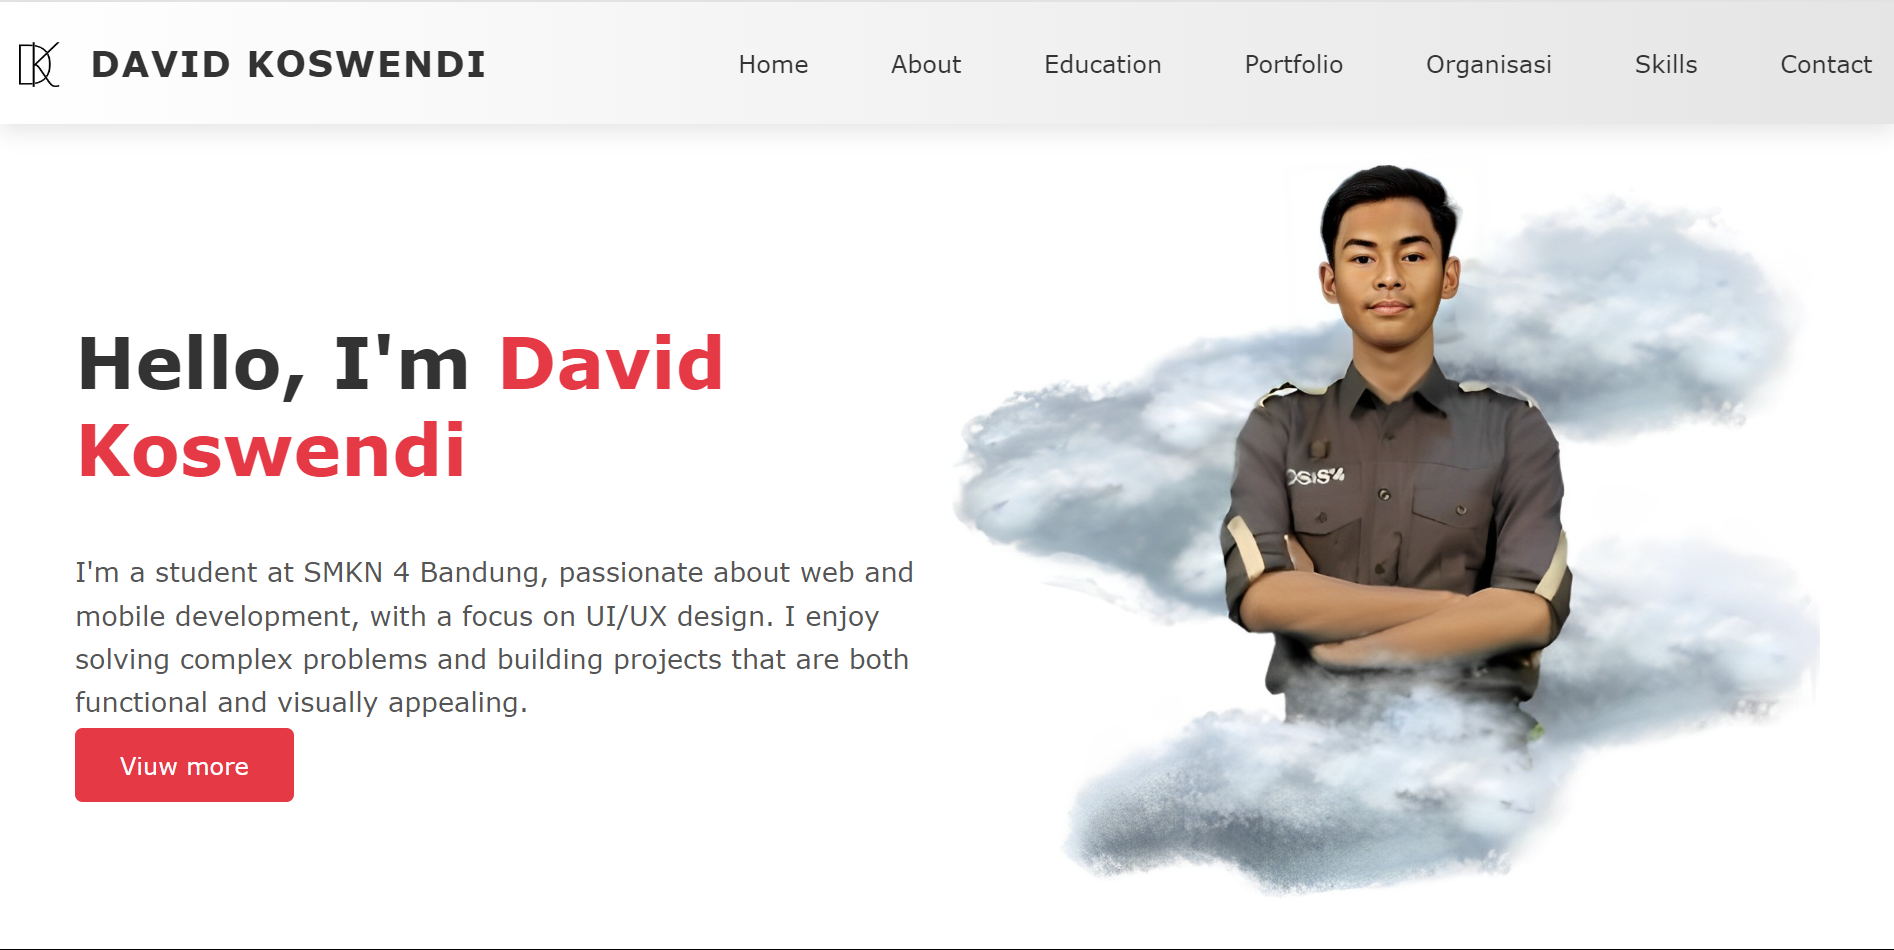 DAVID KOSWENDI
Home About Education Portfolio Organisasi Skills Contact
Hello, I'm David
Koswendi
I'm a student at SMKN 4 Bandung, passionate about web and
mobile development, with a focus on UI/UX design. I enjoy
solving complex problems and building projects that are both
functional and visually appealing.
Viuw more
OSIS4